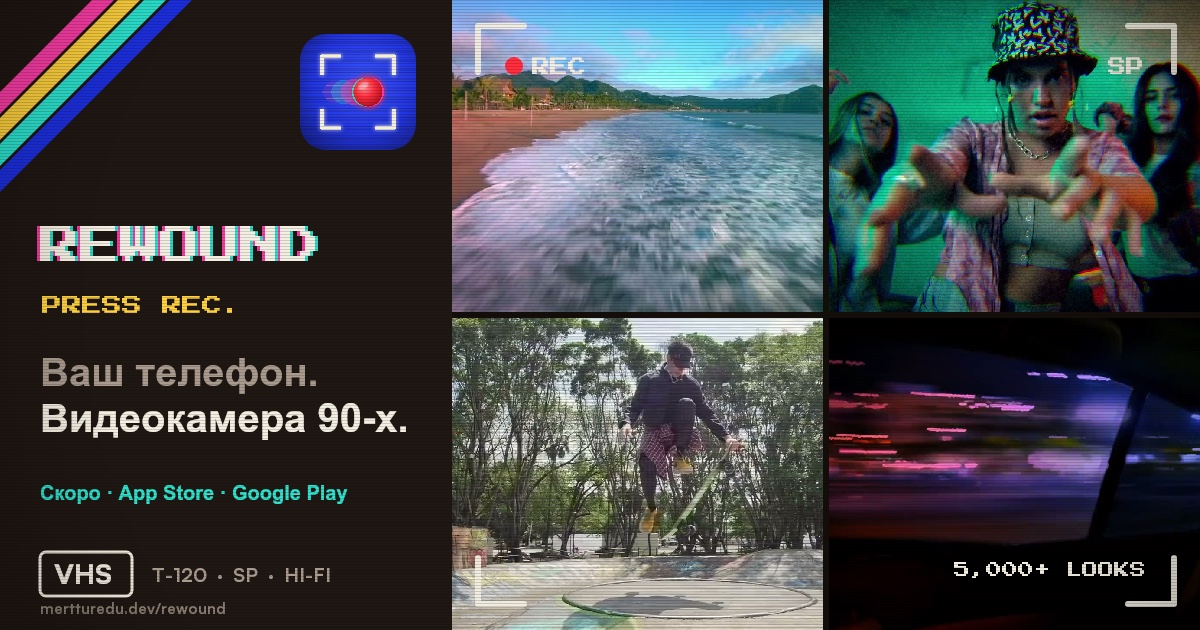 REWOUND
PRESS REC.
Ваш телефон.
Видеокамера 90-х.
Скоро · App Store · Google Play
VHS T-120 · SP · HI-FI
mertturedu.dev/rewound
REC
SP
5,000+ LOOKS